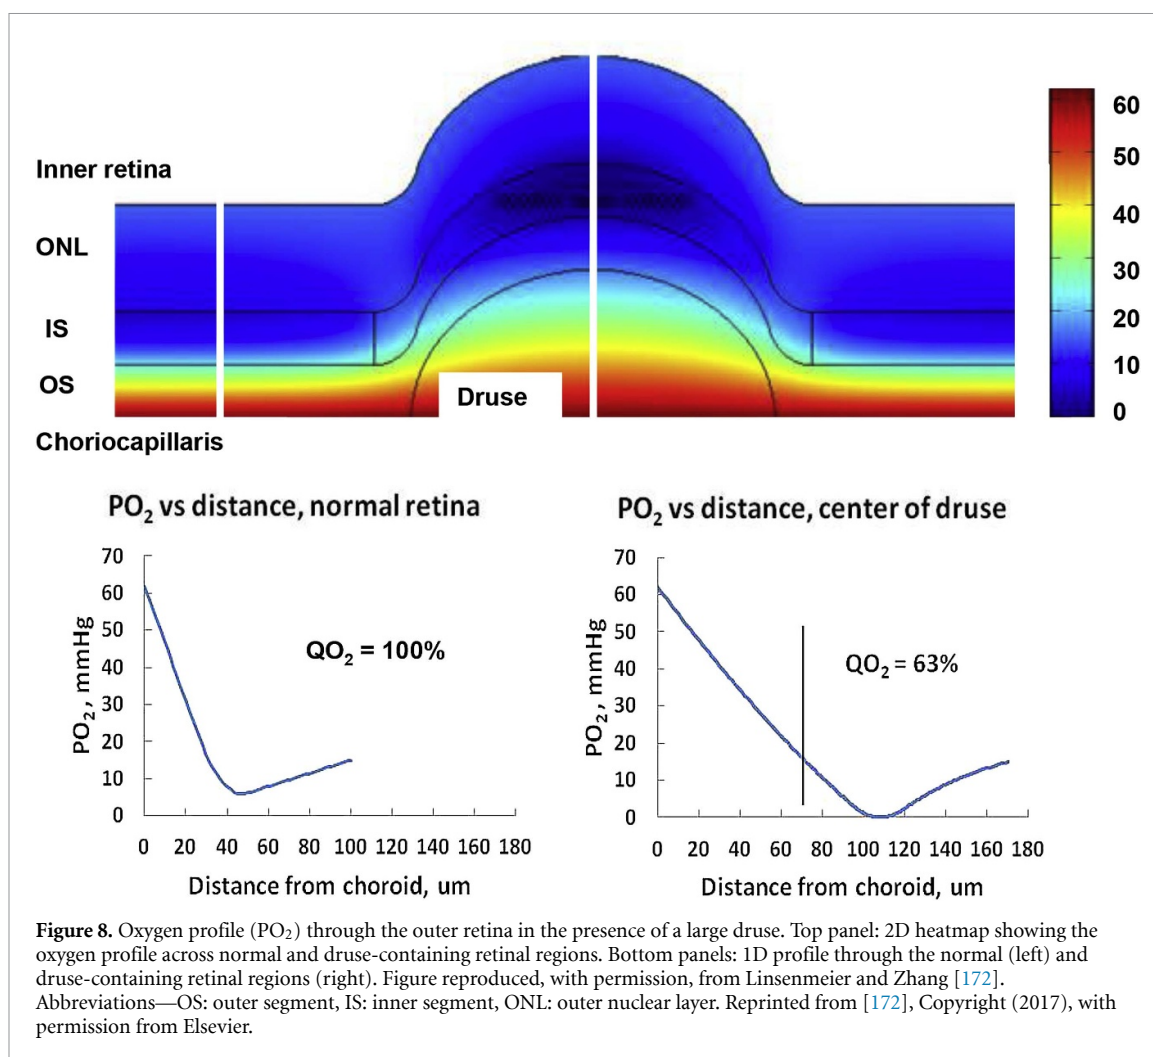 60
50
40
30
20
10
0
Inner retina
ONL
IS
OS
Druse
Choriocapillaris
PO₂ vs distance, normal retina
70
60
50
40
30
20
10
0
PO₂, mmHg
QO₂ = 100%
0 20 40 60 80 100 120 140 160 180
Distance from choroid, um
PO₂ vs distance, center of druse
70
60
50
40
30
20
10
0
PO₂, mmHg
QO₂ = 63%
0 20 40 60 80 100 120 140 160 180
Distance from choroid, um
Figure 8. Oxygen profile (PO₂) through the outer retina in the presence of a large druse. Top panel: 2D heatmap showing the
oxygen profile across normal and druse-containing retinal regions. Bottom panels: 1D profile through the normal (left) and
druse-containing retinal regions (right). Figure reproduced, with permission, from Linsenmeier and Zhang [172].
Abbreviations—OS: outer segment, IS: inner segment, ONL: outer nuclear layer. Reprinted from [172], Copyright (2017), with
permission from Elsevier.